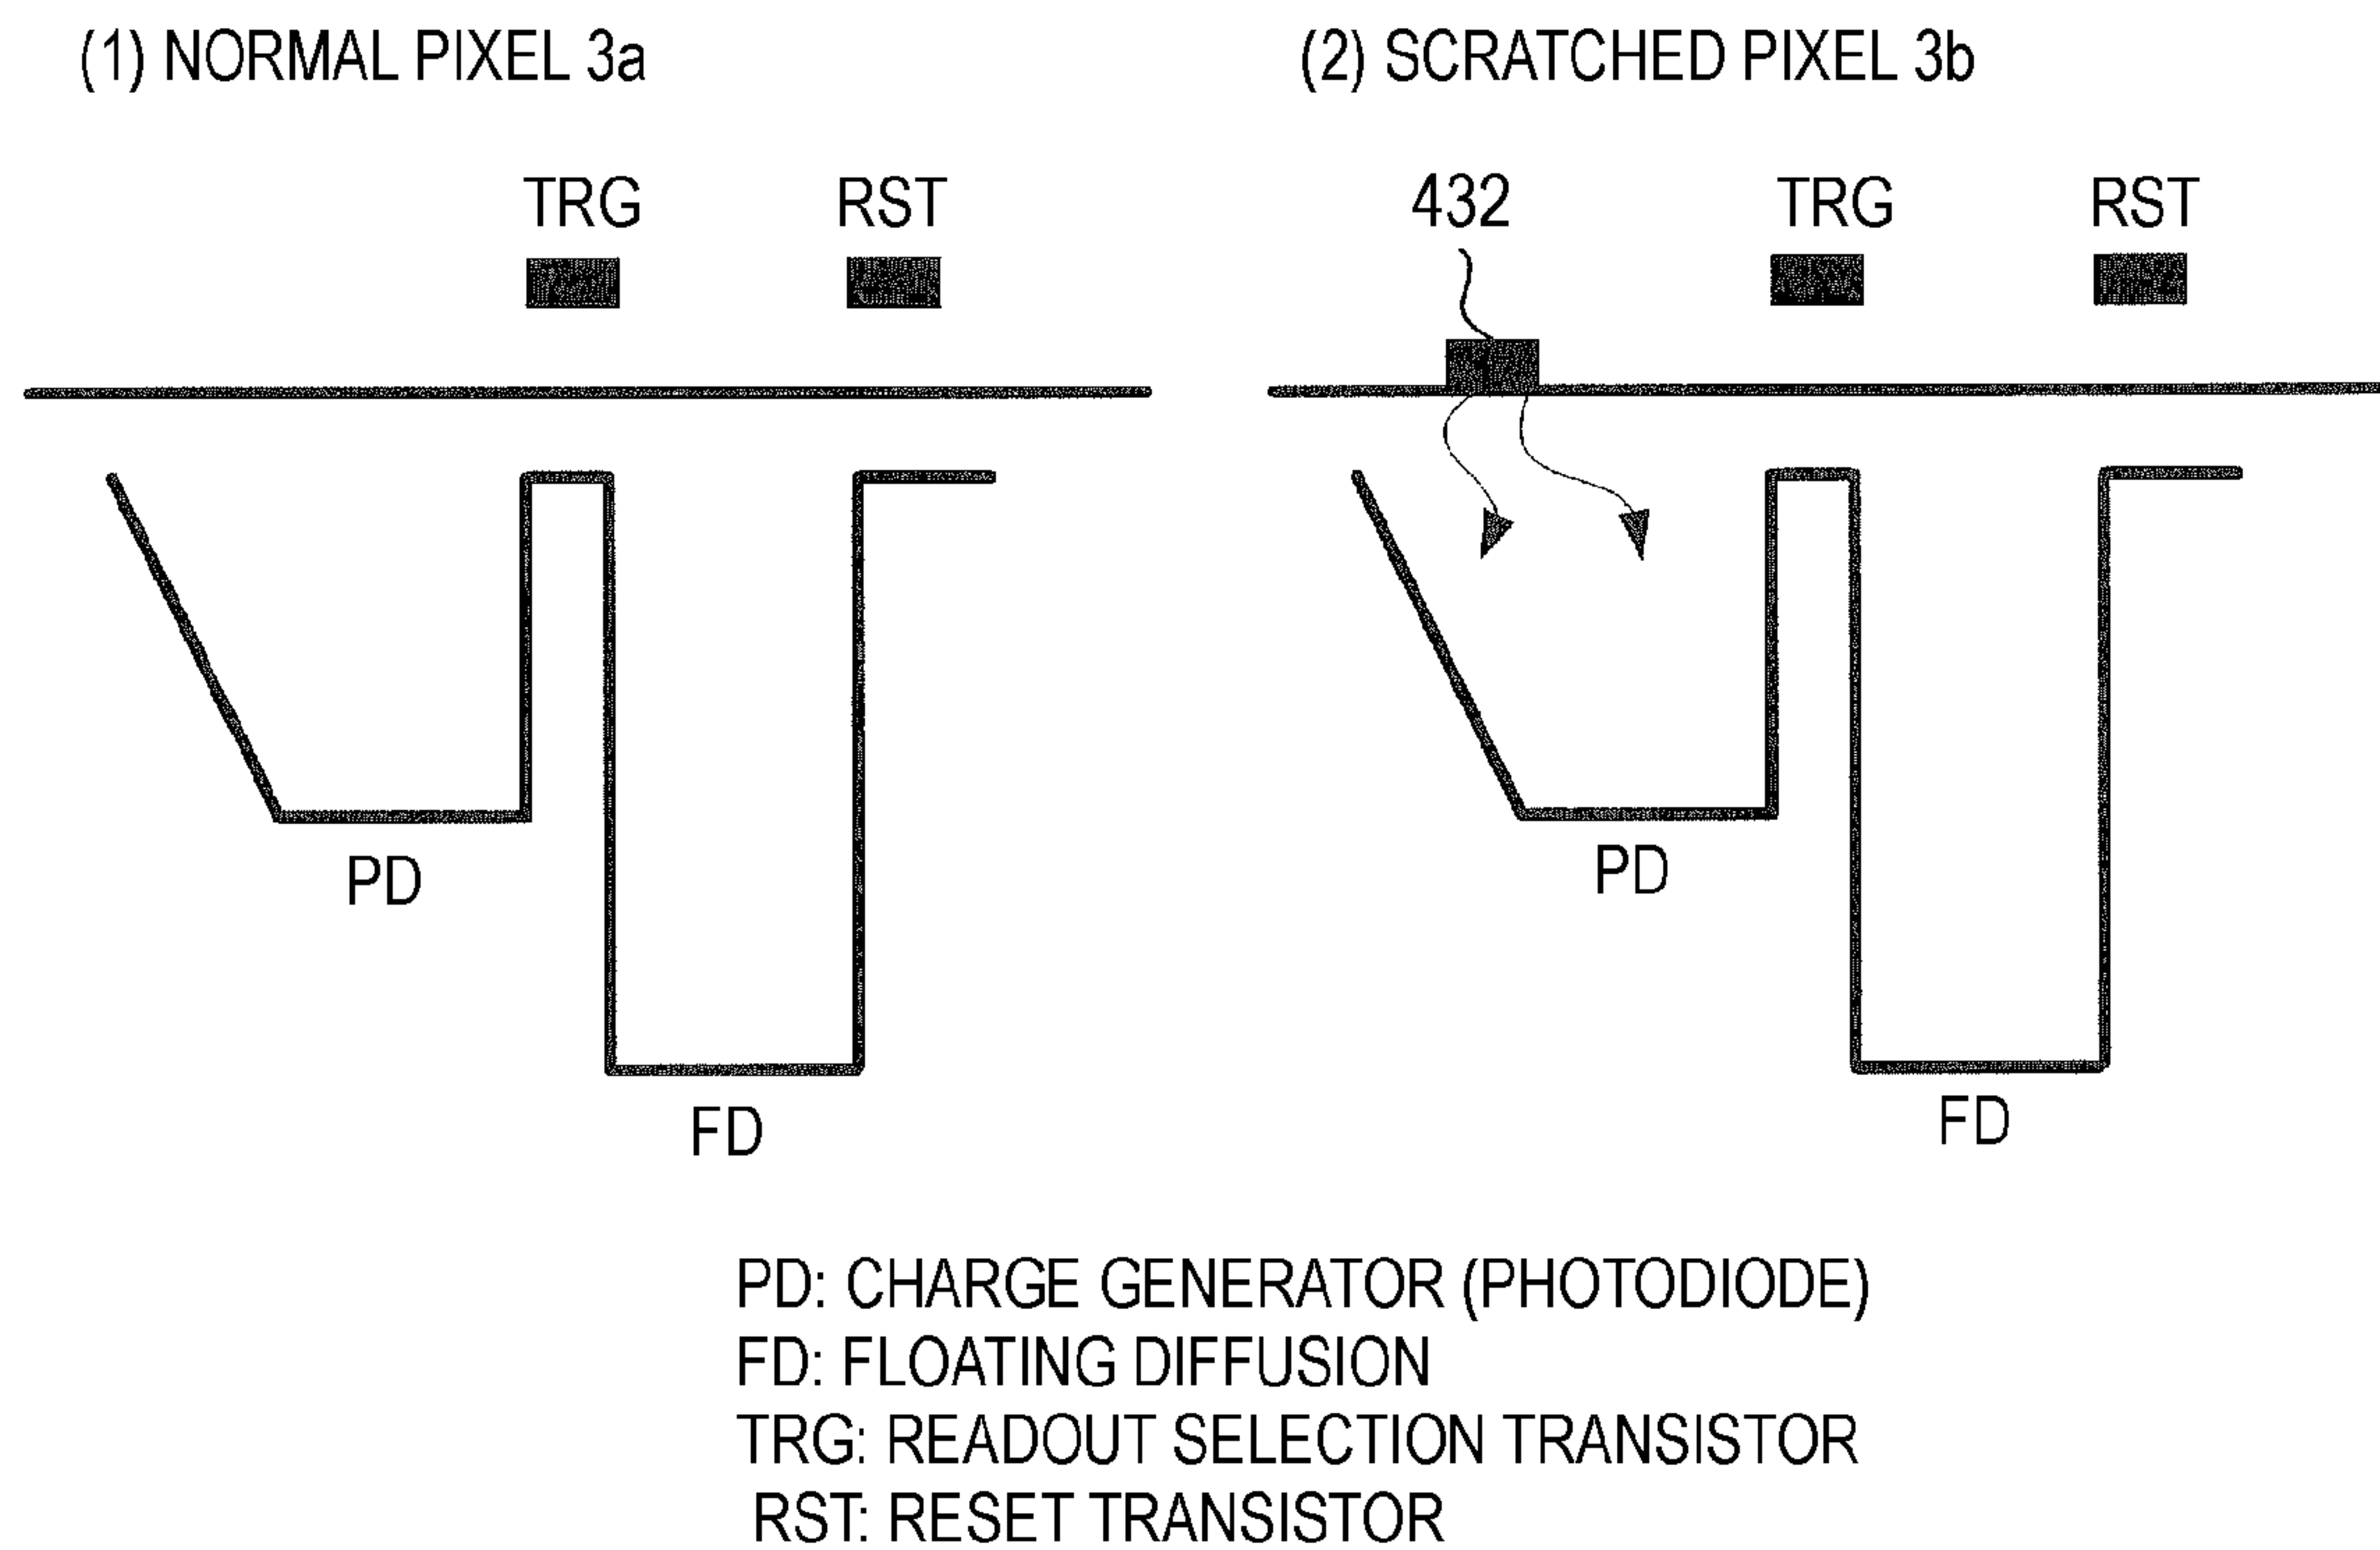 (1) NORMAL PIXEL 3a
(2) SCRATCHED PIXEL 3b
TRG
RST
432
TRG
RST
PD
FD
PD
FD
PD: CHARGE GENERATOR (PHOTODIODE)
FD: FLOATING DIFFUSION
TRG: READOUT SELECTION TRANSISTOR
RST: RESET TRANSISTOR